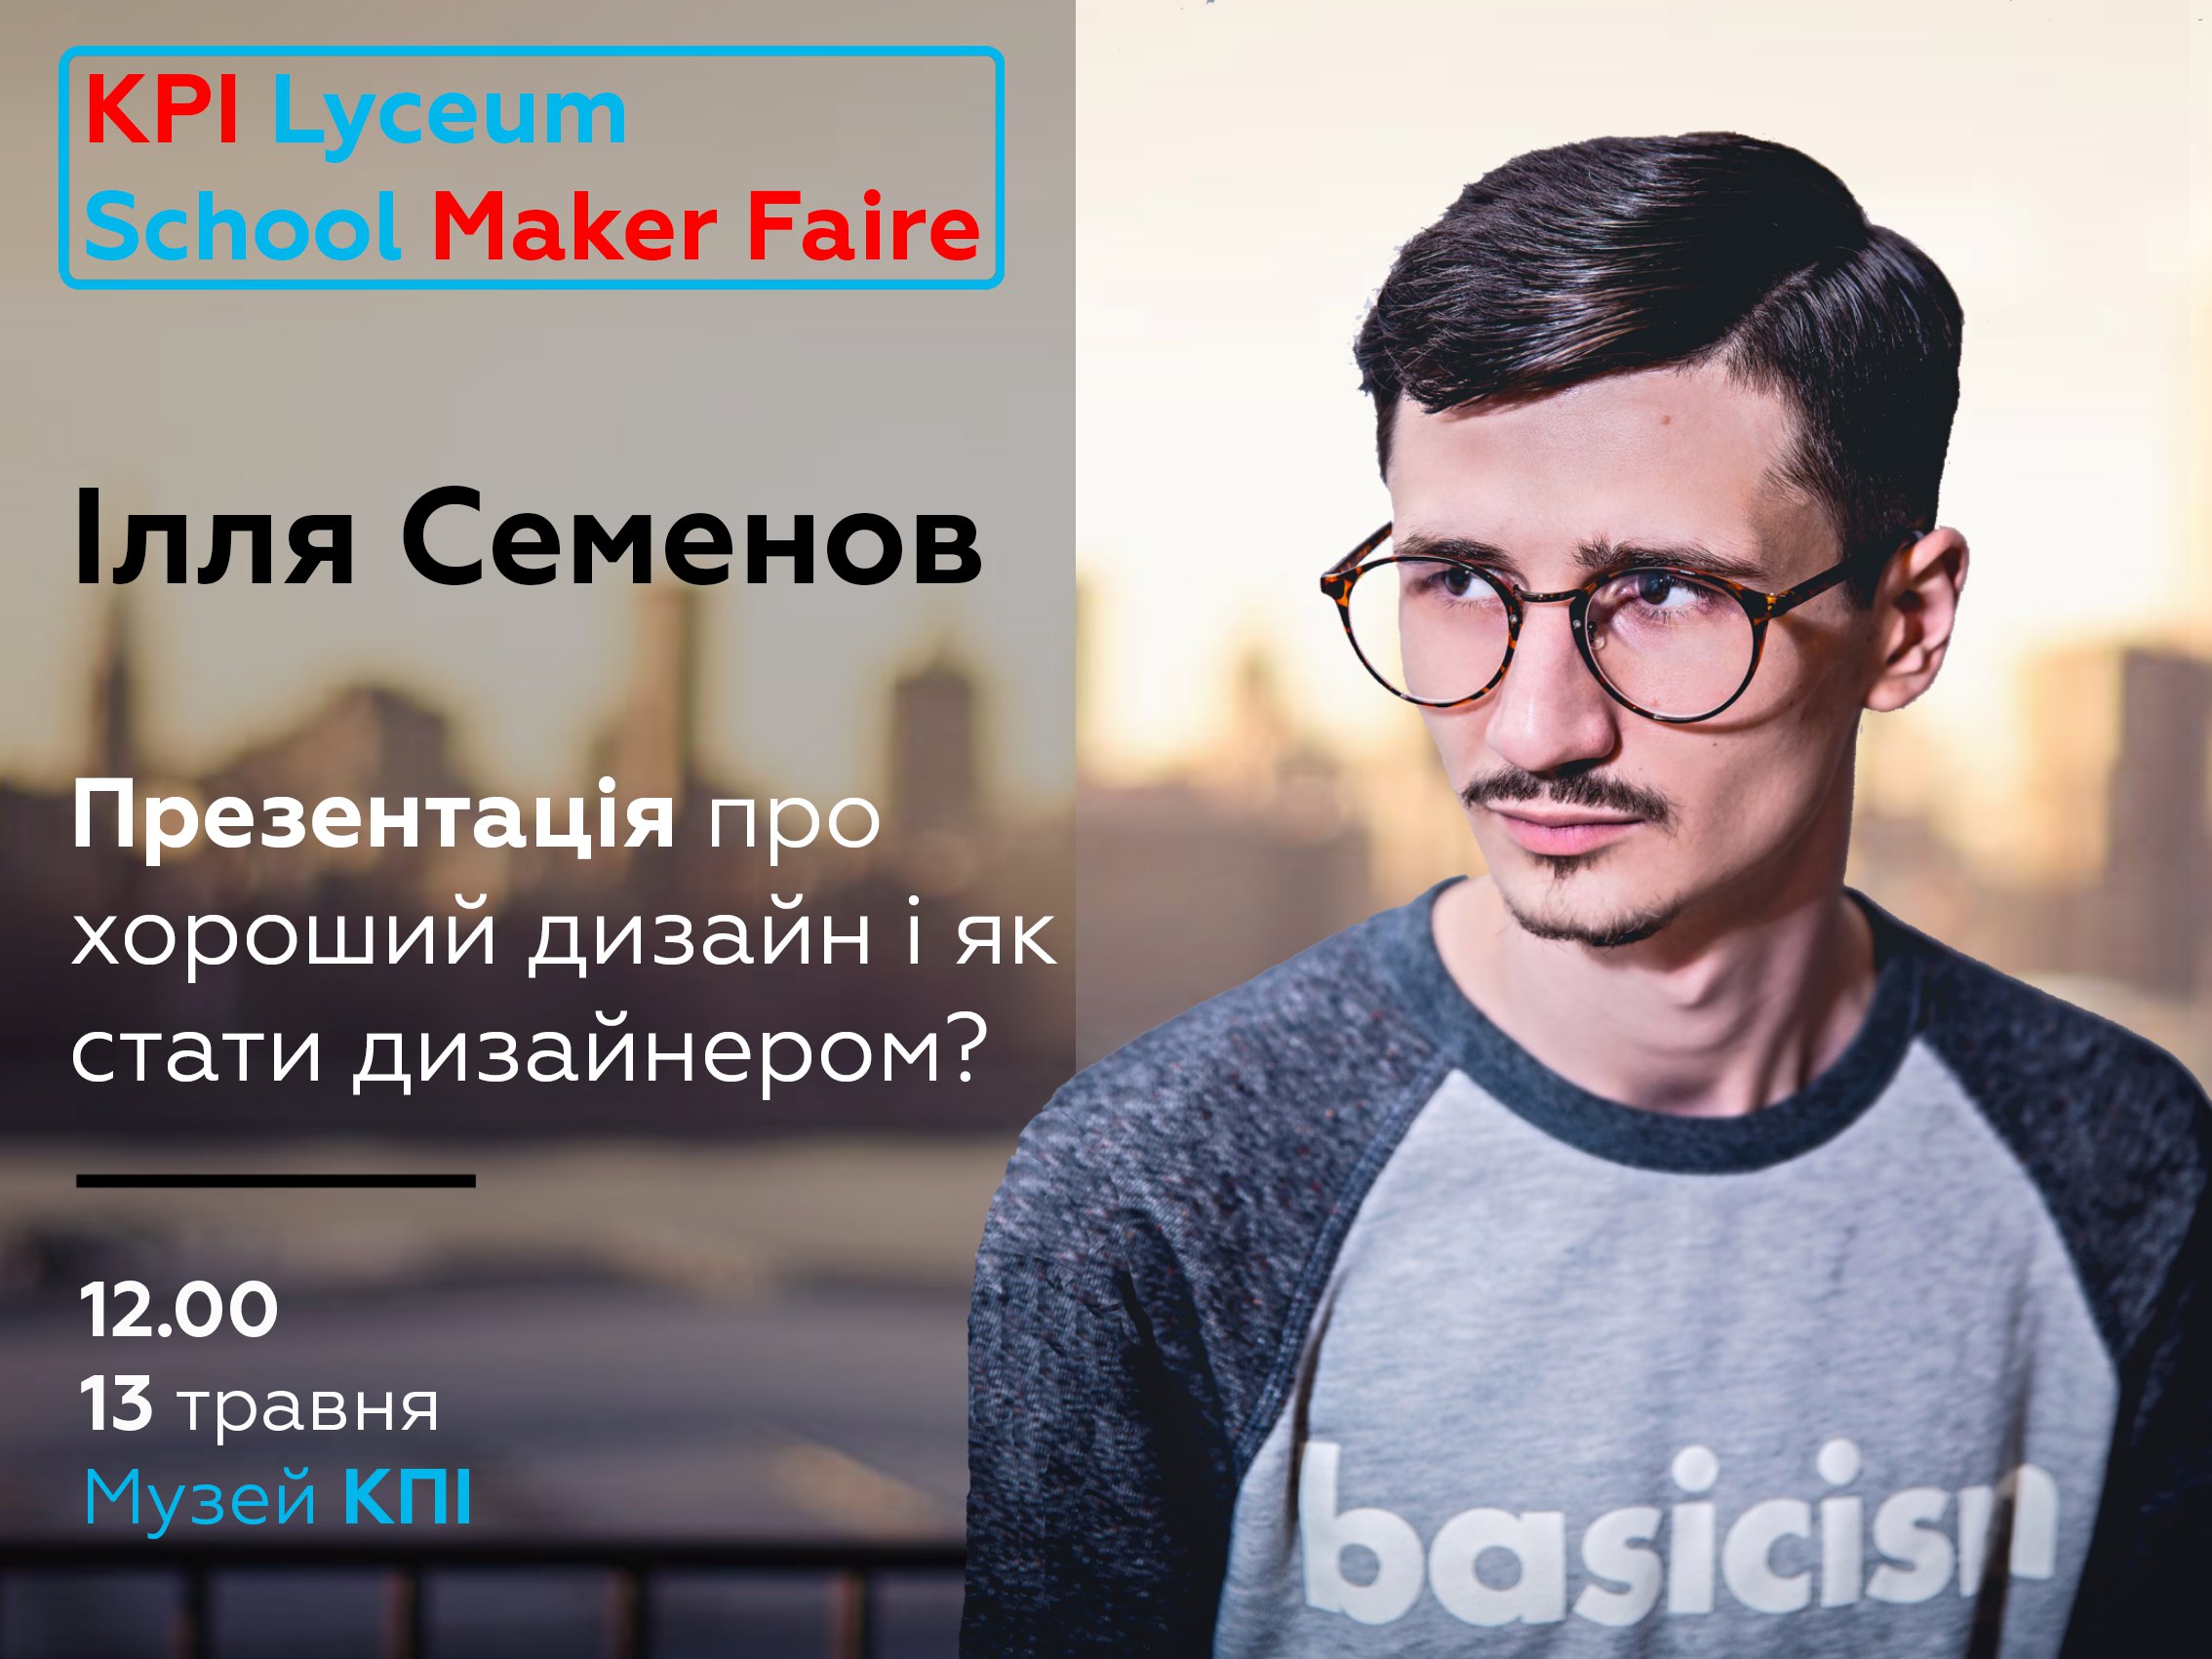 KPI Lyceum
School Maker Faire
Ілля Семенов
Презентація про
хороший дизайн і як
стати дизайнером?
12.00
13 травня
Музей КПІ
basicism